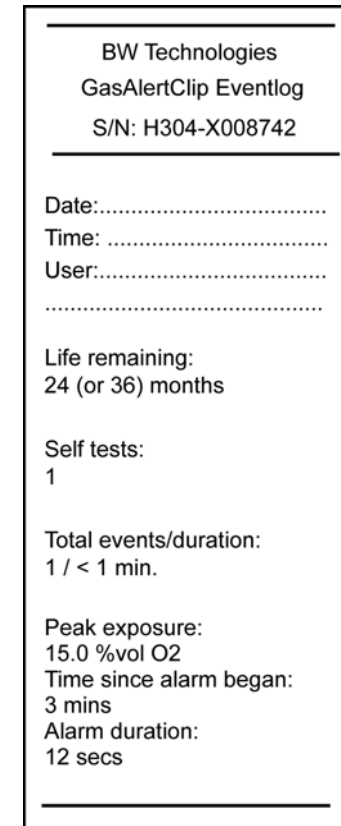 BW Technologies
GasAlertClip Eventlog
S/N: H304-X008742
Date:....................................
Time: ...................................
User:....................................
............................................
Life remaining:
24 (or 36) months
Self tests:
1
Total events/duration:
1 / < 1 min.
Peak exposure:
15.0 %vol O2
Time since alarm began:
3 mins
Alarm duration:
12 secs